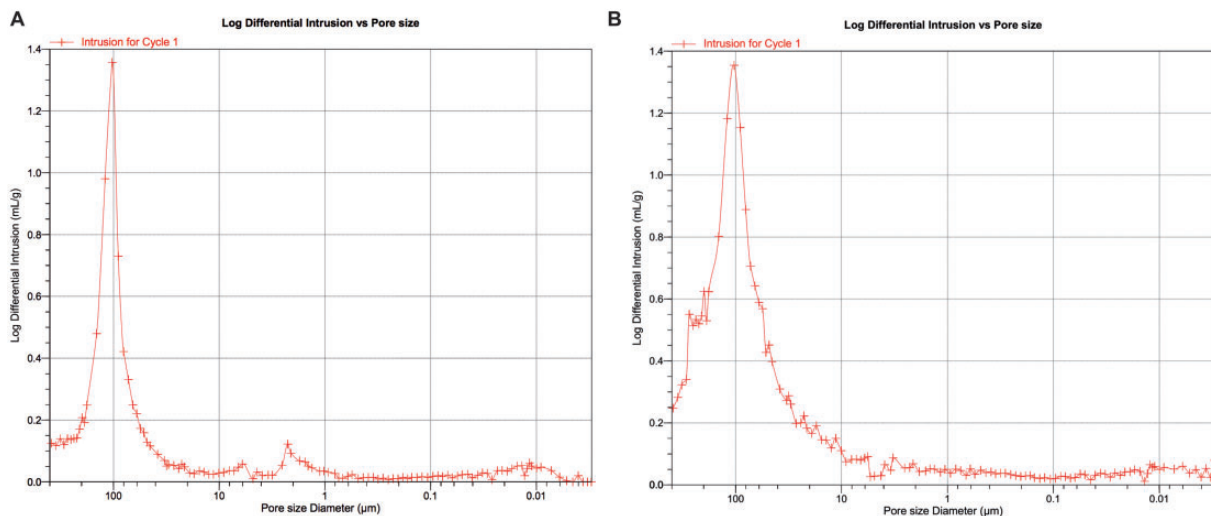 A
Log Differential Intrusion vs Pore size
Intrusion for Cycle 1
1.4
1.2
1.0
0.8
0.6
0.4
0.2
0.0
Log Differential Intrusion (mL/g)
100
10
1
0.1
0.01
Pore size Diameter (µm)
B
Log Differential Intrusion vs Pore size
Intrusion for Cycle 1
1.4
1.2
1.0
0.8
0.6
0.4
0.2
0.0
Log Differential Intrusion (mL/g)
100
10
1
0.1
0.01
Pore size Diameter (µm)